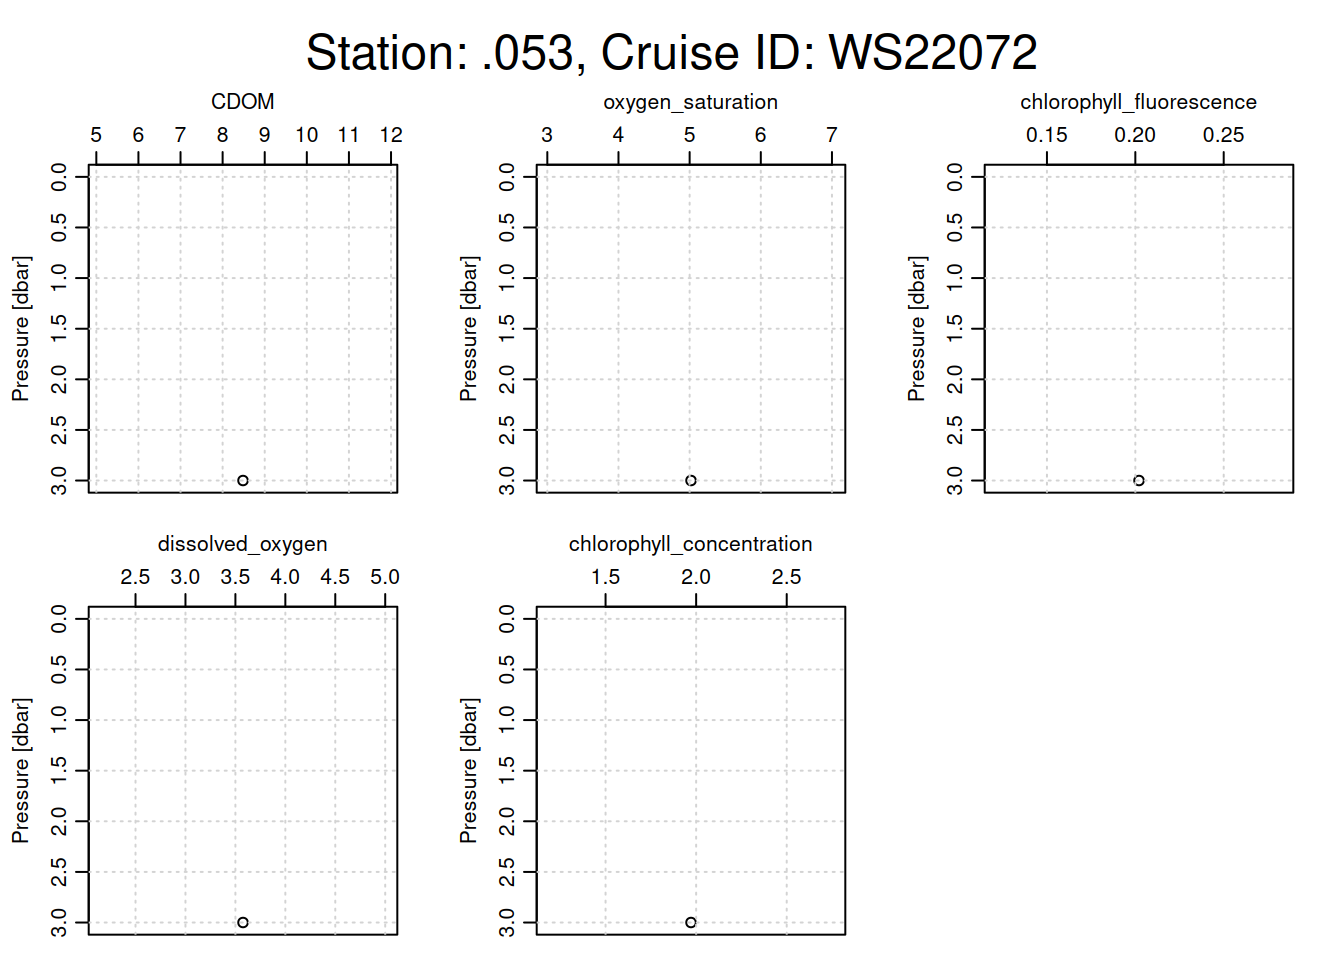 Station: .053, Cruise ID: WS22072
CDOM
5 6 7 8 9 10 11 12
Pressure [dbar]
0.0 0.5 1.0 1.5 2.0 2.5 3.0
oxygen_saturation
3 4 5 6 7
Pressure [dbar]
0.0 0.5 1.0 1.5 2.0 2.5 3.0
chlorophyll_fluorescence
0.15 0.20 0.25
Pressure [dbar]
0.0 0.5 1.0 1.5 2.0 2.5 3.0
dissolved_oxygen
2.5 3.0 3.5 4.0 4.5 5.0
Pressure [dbar]
0.0 0.5 1.0 1.5 2.0 2.5 3.0
chlorophyll_concentration
1.5 2.0 2.5
Pressure [dbar]
0.0 0.5 1.0 1.5 2.0 2.5 3.0